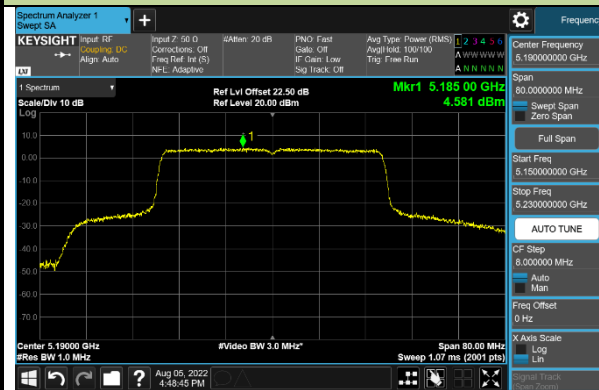 Spectrum Analyzer 1
Swept SA
+
Frequency
KEYSIGHT
Input: RF
Coupling: DC
Align: Auto
Input Z: 50 Ω
Corrections: Off
Freq Ref: Int (S)
NFE: Adaptive
#Atten: 20 dB
PNO: Fast
Gate: Off
IF Gain: Low
Sig Track: Off
Avg Type: Power (RMS)
Avg|Hold: 100/100
Trig: Free Run
1 2 3 4 5 6
A W W W W W
A N N N N N
LXI
1 Spectrum
Scale/Div 10 dB
Log
Ref Lvl Offset 22.50 dB
Ref Level 20.00 dBm
Mkr1 5.185 00 GHz
4.581 dBm
1
10.0
0.00
-10.0
-20.0
-30.0
-40.0
-50.0
-60.0
-70.0
Center 5.19000 GHz
#Res BW 1.0 MHz
#Video BW 3.0 MHz*
Span 80.00 MHz
Sweep 1.07 ms (2001 pts)
Center Frequency
5.190000000 GHz
Span
80.0000000 MHz
Swept Span
Zero Span
Full Span
Start Freq
5.150000000 GHz
Stop Freq
5.230000000 GHz
AUTO TUNE
CF Step
8.000000 MHz
Auto
Man
Freq Offset
0 Hz
X Axis Scale
Log
Lin
Signal Track
(Span Zoom)
?
Aug 05, 2022
4:48:45 PM